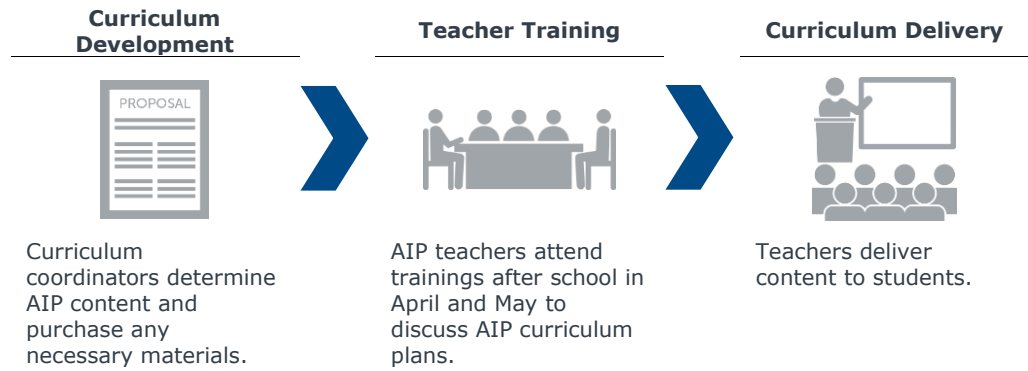 Curriculum
Development
Teacher Training
Curriculum Delivery
PROPOSAL
Curriculum
coordinators determine
AIP content and
purchase any
necessary materials.
AIP teachers attend
trainings after school in
April and May to
discuss AIP curriculum
plans.
Teachers deliver
content to students.